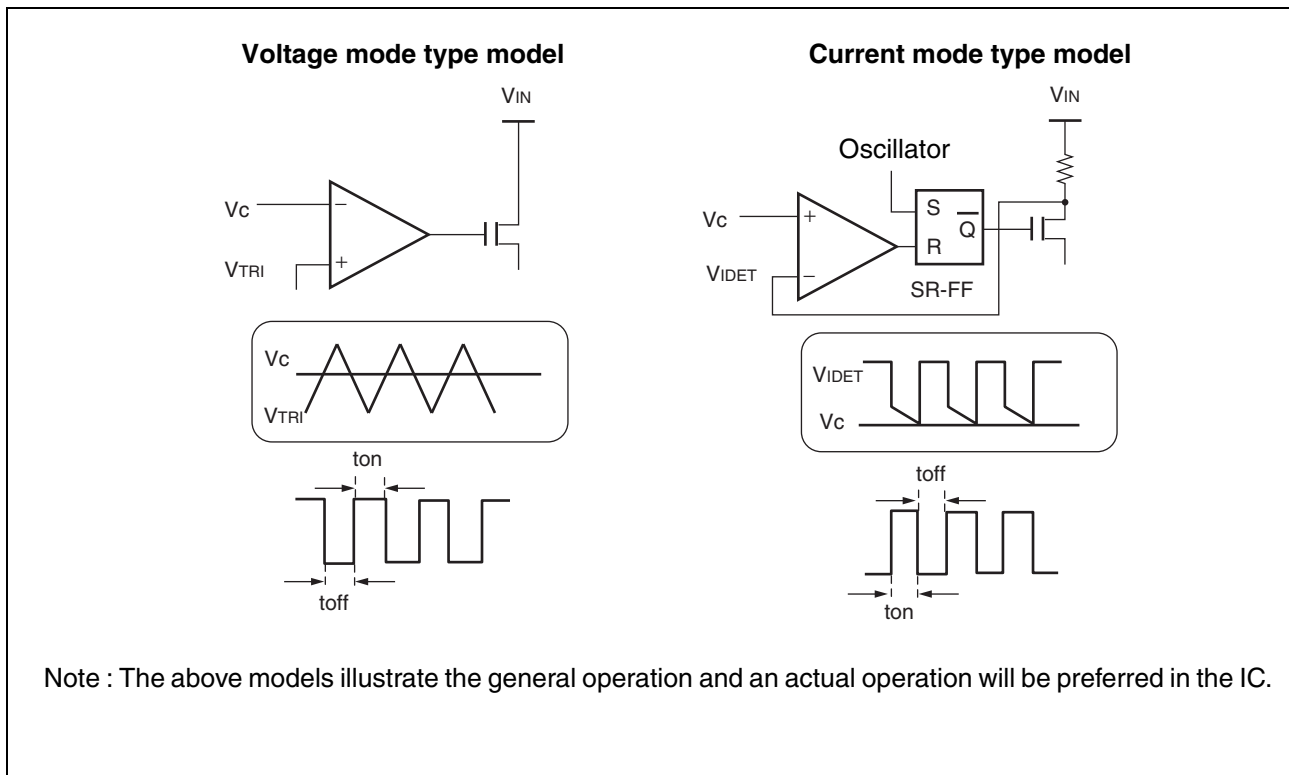 Voltage mode type model
VIN
Vc
−
VTRI
+
Vc
VTRI
ton
toff
Current mode type model
VIN
Oscillator
Vc
+
S
Q
R
VIDET
−
SR-FF
VIDET
Vc
toff
ton
Note : The above models illustrate the general operation and an actual operation will be preferred in the IC.